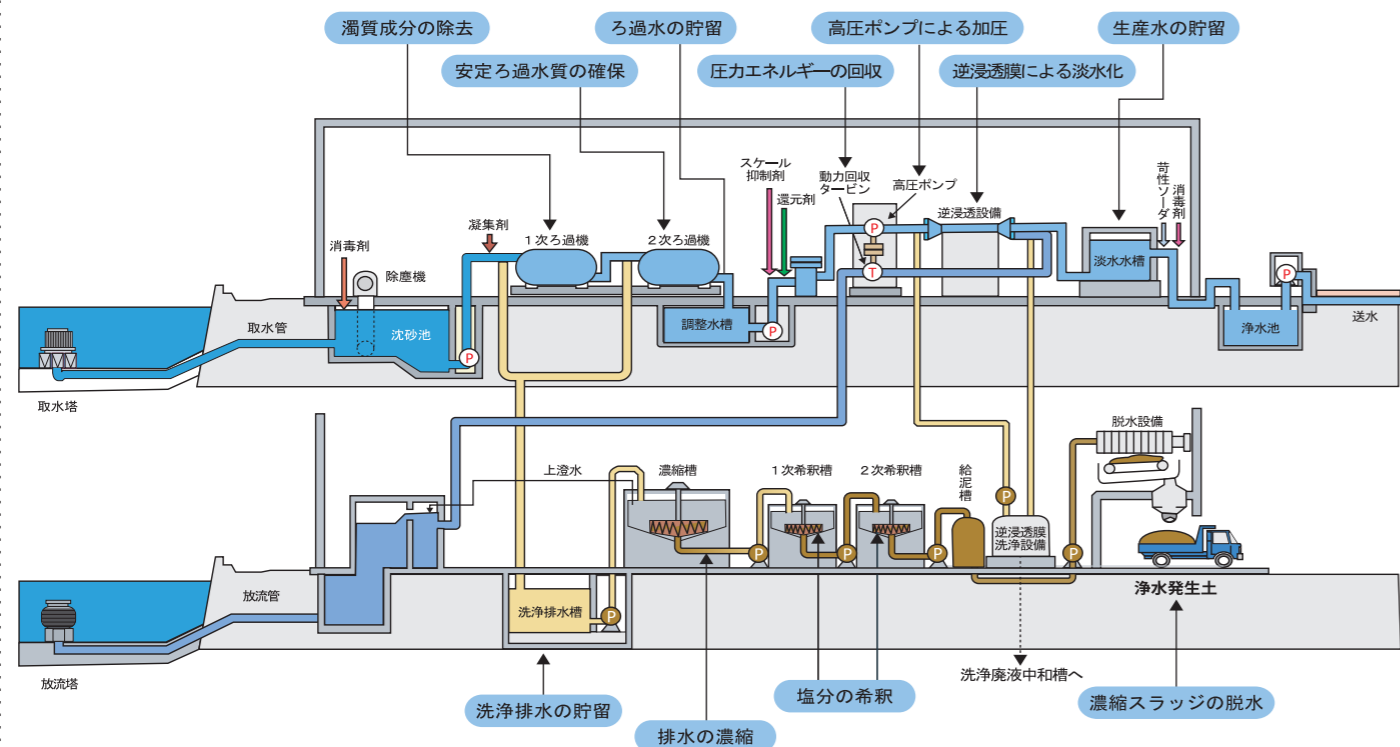 濁質成分の除去
ろ過水の貯留
高圧ポンプによる加圧
生産水の貯留
安定ろ過水質の確保
圧力エネルギーの回収
逆浸透膜による淡水化
スケール
抑制剤
還元剤
動力回収
タービン
高圧ポンプ
逆浸透設備
苛性ソーダ
消毒剤
消毒剤
除塵機
凝集剤
1次ろ過機
2次ろ過機
P
T
淡水水槽
P
取水管
沈砂池
P
調整水槽
P
浄水池
送水
取水塔
脱水設備
上澄水
濃縮槽
1次希釈槽
2次希釈槽
給泥槽
P
逆浸透膜
洗浄設備
P
P
P
P
浄水発生土
放流管
洗浄排水槽
P
放流塔
洗浄廃液中和槽へ
洗浄排水の貯留
排水の濃縮
塩分の希釈
濃縮スラッジの脱水